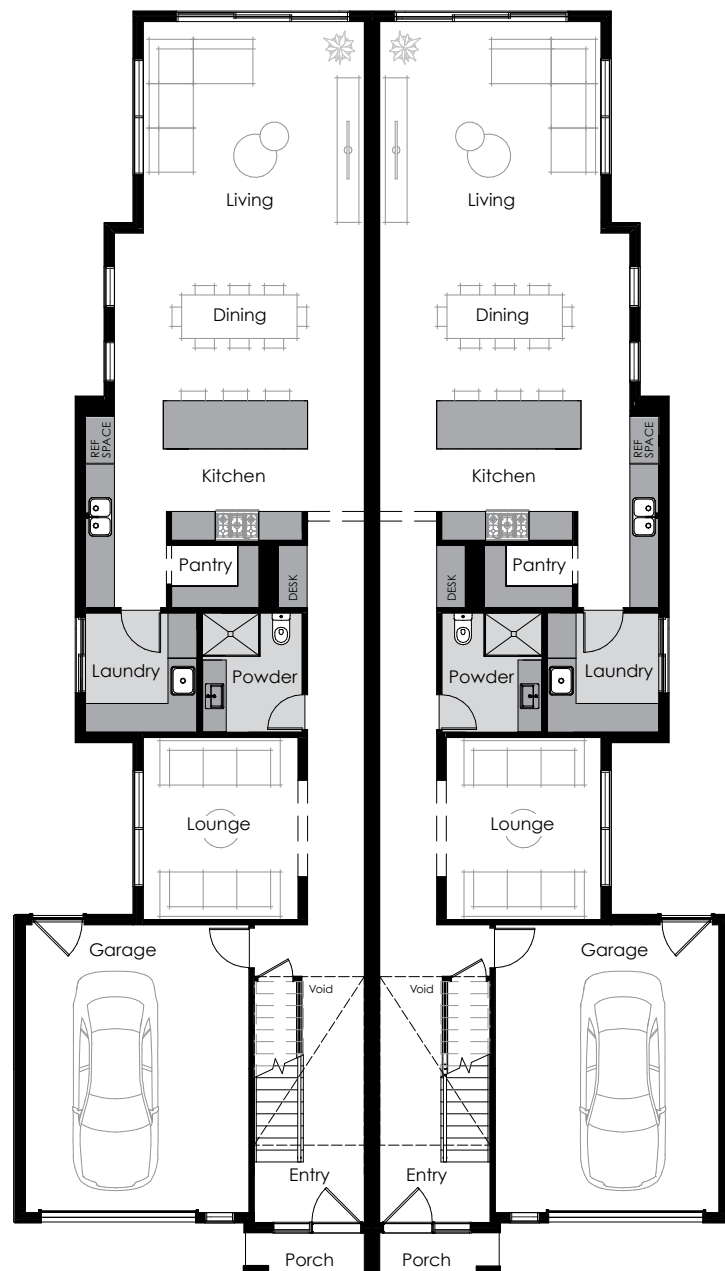 Living
Living
Dining
Dining
REF
SPACE
REF
SPACE
Kitchen
Kitchen
Pantry
DESK
DESK
Pantry
Laundry
Powder
Powder
Laundry
Lounge
Lounge
Garage
Garage
Void
Void
Entry
Entry
Porch
Porch